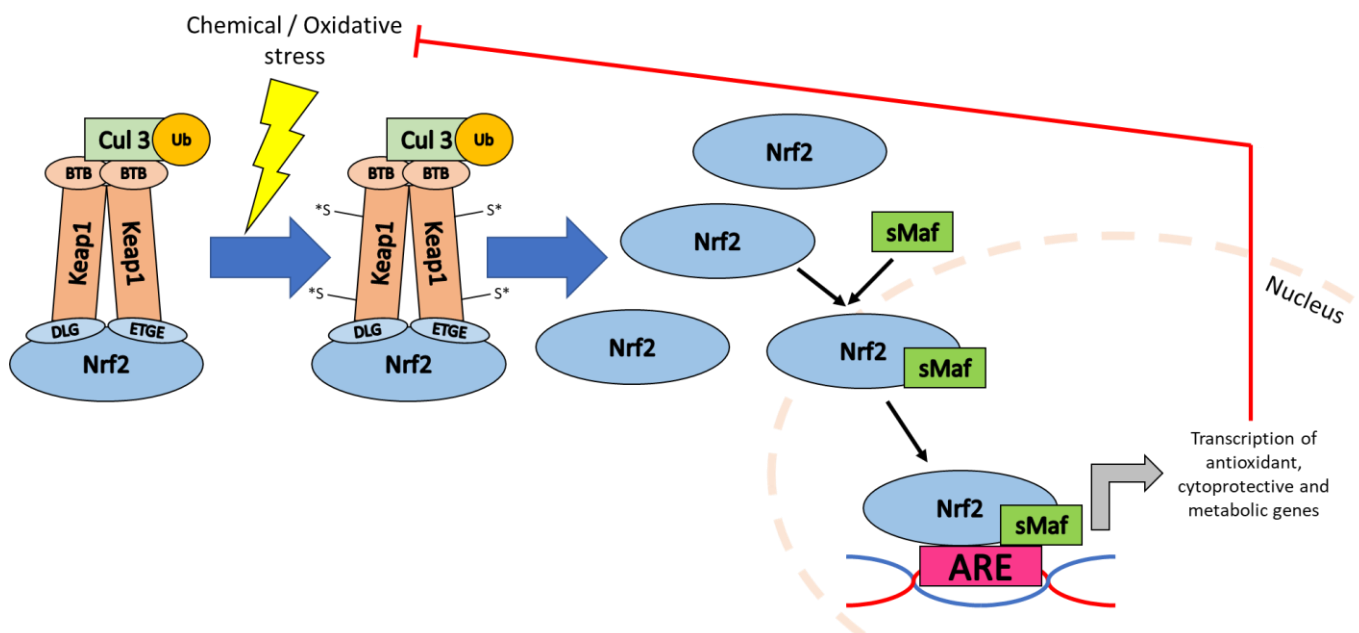 Chemical / Oxidative
stress
Cul 3
Ub
BTB
BTB
Keap1
Keap1
DLG
ETGE
Nrf2
Cul 3
Ub
BTB
BTB
*S
S*
Keap1
Keap1
*S
S*
DLG
ETGE
Nrf2
Nrf2
Nrf2
sMaf
Nrf2
Nrf2
sMaf
Nucleus
Nrf2
sMaf
ARE
Transcription of
antioxidant,
cytoprotective and
metabolic genes